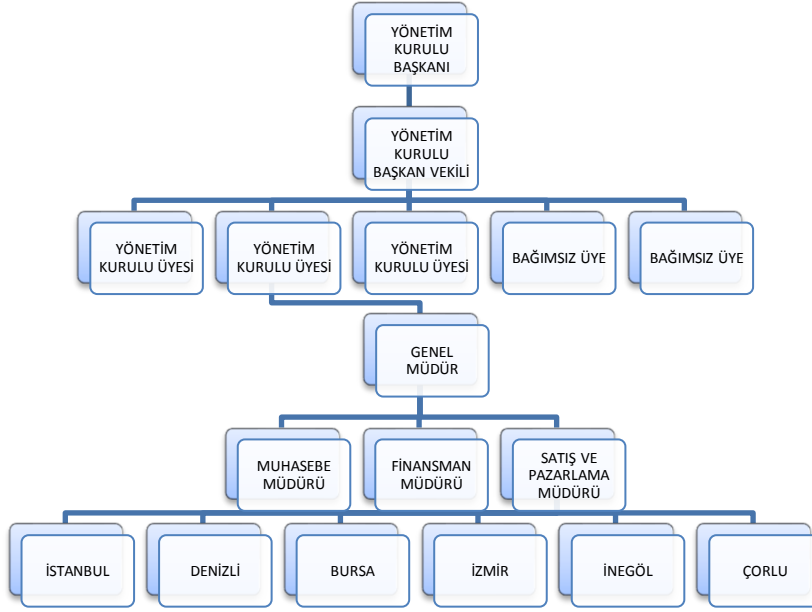 YÖNETİM
KURULU
BAŞKANI
YÖNETİM
KURULU
BAŞKAN VEKİLİ
YÖNETİM
KURULU ÜYESİ
YÖNETİM
KURULU ÜYESİ
YÖNETİM
KURULU ÜYESİ
BAĞIMSIZ ÜYE
BAĞIMSIZ ÜYE
GENEL
MÜDÜR
MUHASEBE
MÜDÜRÜ
FİNANSMAN
MÜDÜRÜ
SATIŞ VE
PAZARLAMA
MÜDÜRÜ
İSTANBUL
DENİZLİ
BURSA
İZMİR
İNEGÖL
ÇORLU